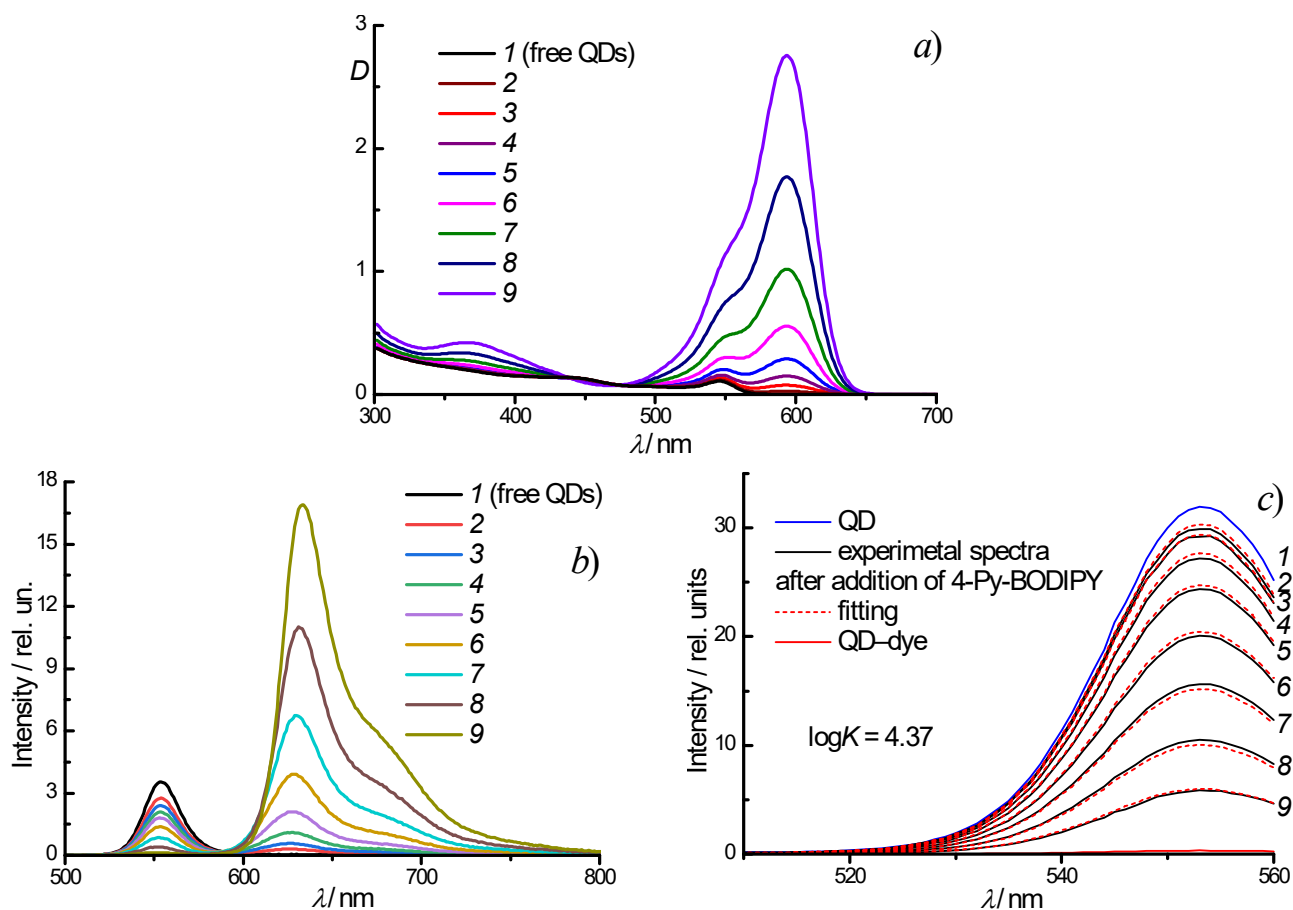 3
a)
1 (free QDs)
D
2
3
2
4
5
6
1
7
8
9
0
300 400 500 600 700
λ/ nm
18
1 (free QDs)
c)
15
2
30
QD
b)
3
experimetal spectra
1
12
4
after addition of 4-Py-BODIPY
2
5
fitting
3
9
6
20
QD–dye
4
7
5
6
8
6
9
logK = 4.37
7
10
3
8
9
0
0
500 600 700 800
520 540 560
λ/ nm
λ/ nm
Intensity / rel. un.
Intensity / rel. units